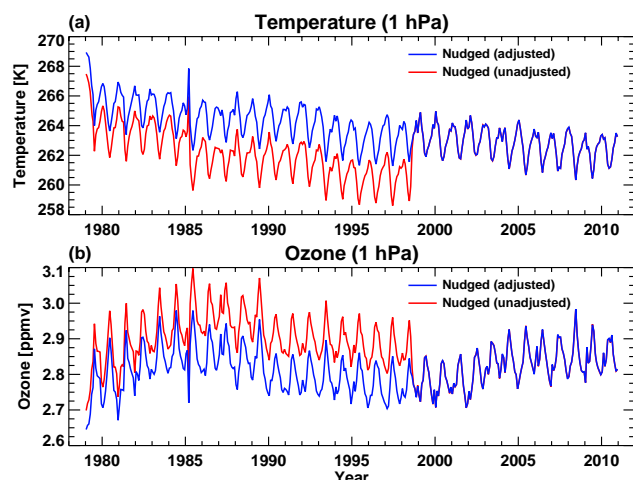 (a) Temperature (1 hPa)
270
268
266
264
262
260
258
Temperature [K]
Nudged (adjusted)
Nudged (unadjusted)
1980 1985 1990 1995 2000 2005 2010
(b) Ozone (1 hPa)
3.1
3.0
2.9
2.8
2.7
2.6
Ozone [ppmv]
Nudged (adjusted)
Nudged (unadjusted)
1980 1985 1990 1995 2000 2005 2010
Year